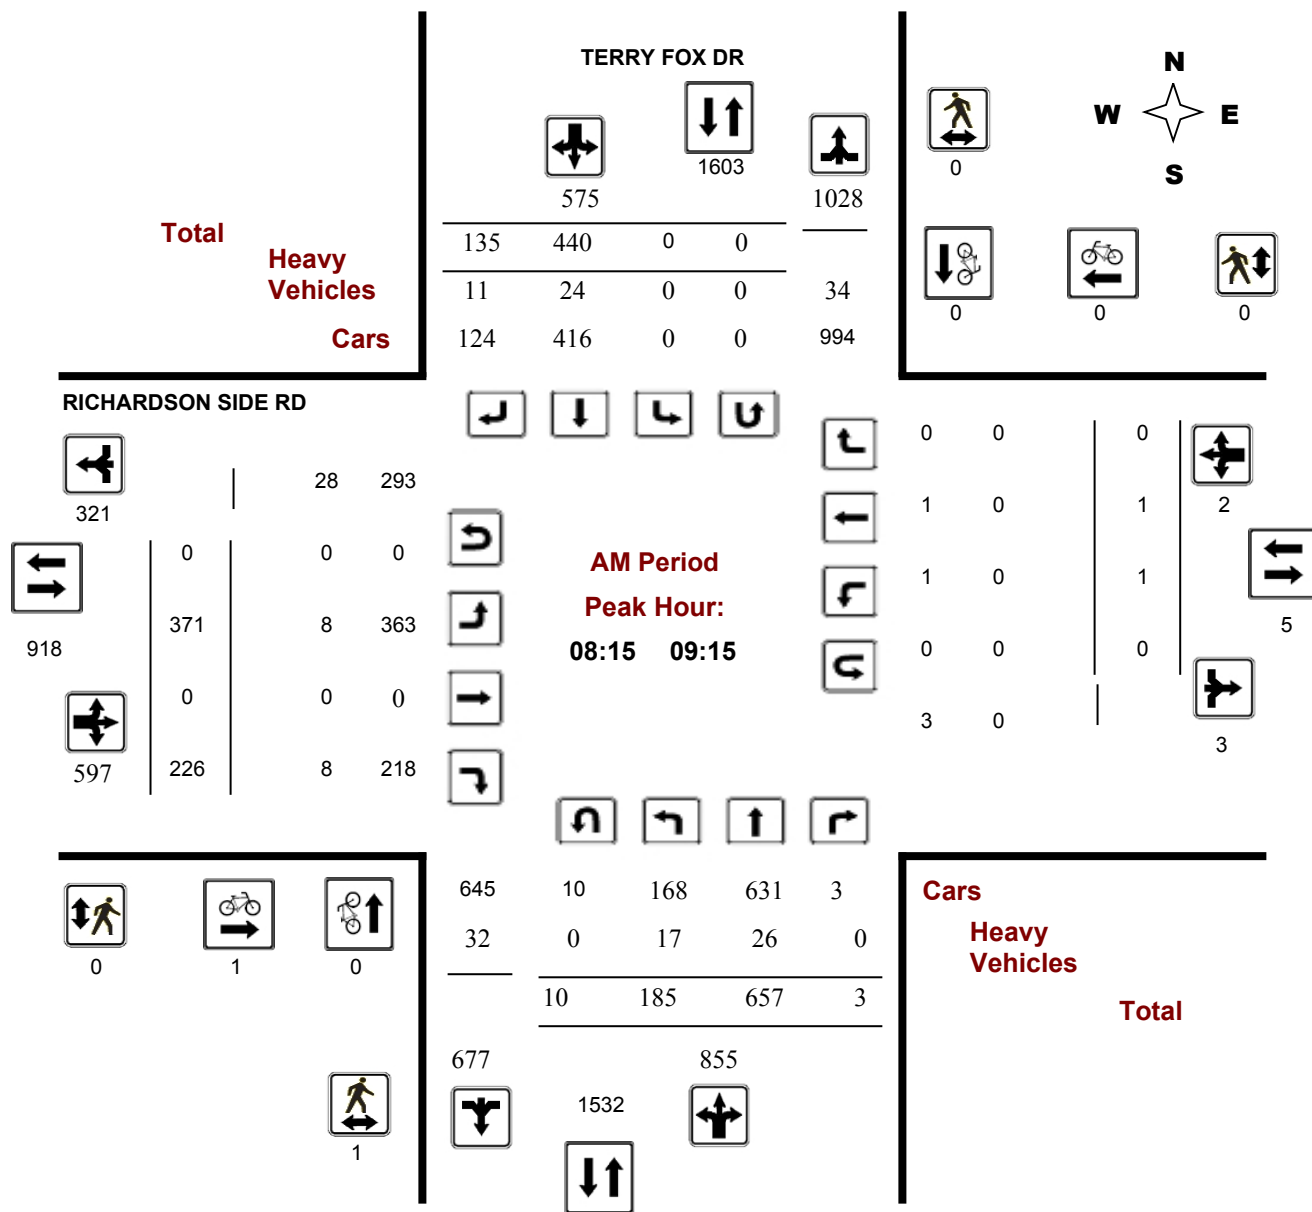 TERRY FOX DR
N
W E
S
1603
0
575 1028
Total
135 440 0 0
Heavy
Vehicles
11 24 0 0 34
0 0 0
Cars
124 416 0 0 994
RICHARDSON SIDE RD
0 0 0
28 293
321
1 0 1 2
0 0 0
AM Period
1 0 1
Peak Hour:
371 8 363
5
918
08:15 09:15
0 0 0
0 0 0
3 0
3
597 226 8 218
645 10 168 631 3
Cars
32 0 17 26 0
Heavy
Vehicles
0 1 0
10 185 657 3
Total
677 855
1532
1